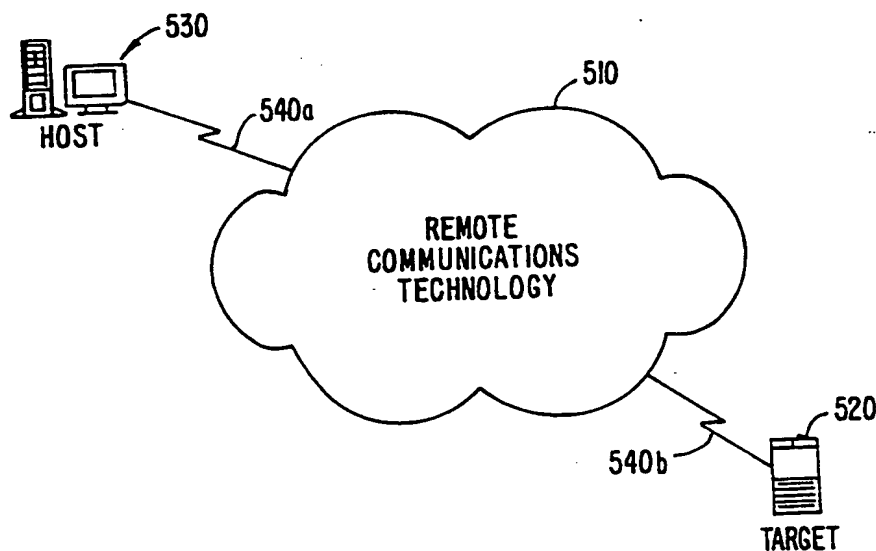 530
HOST
540a
510
REMOTE
COMMUNICATIONS
TECHNOLOGY
520
540b
TARGET